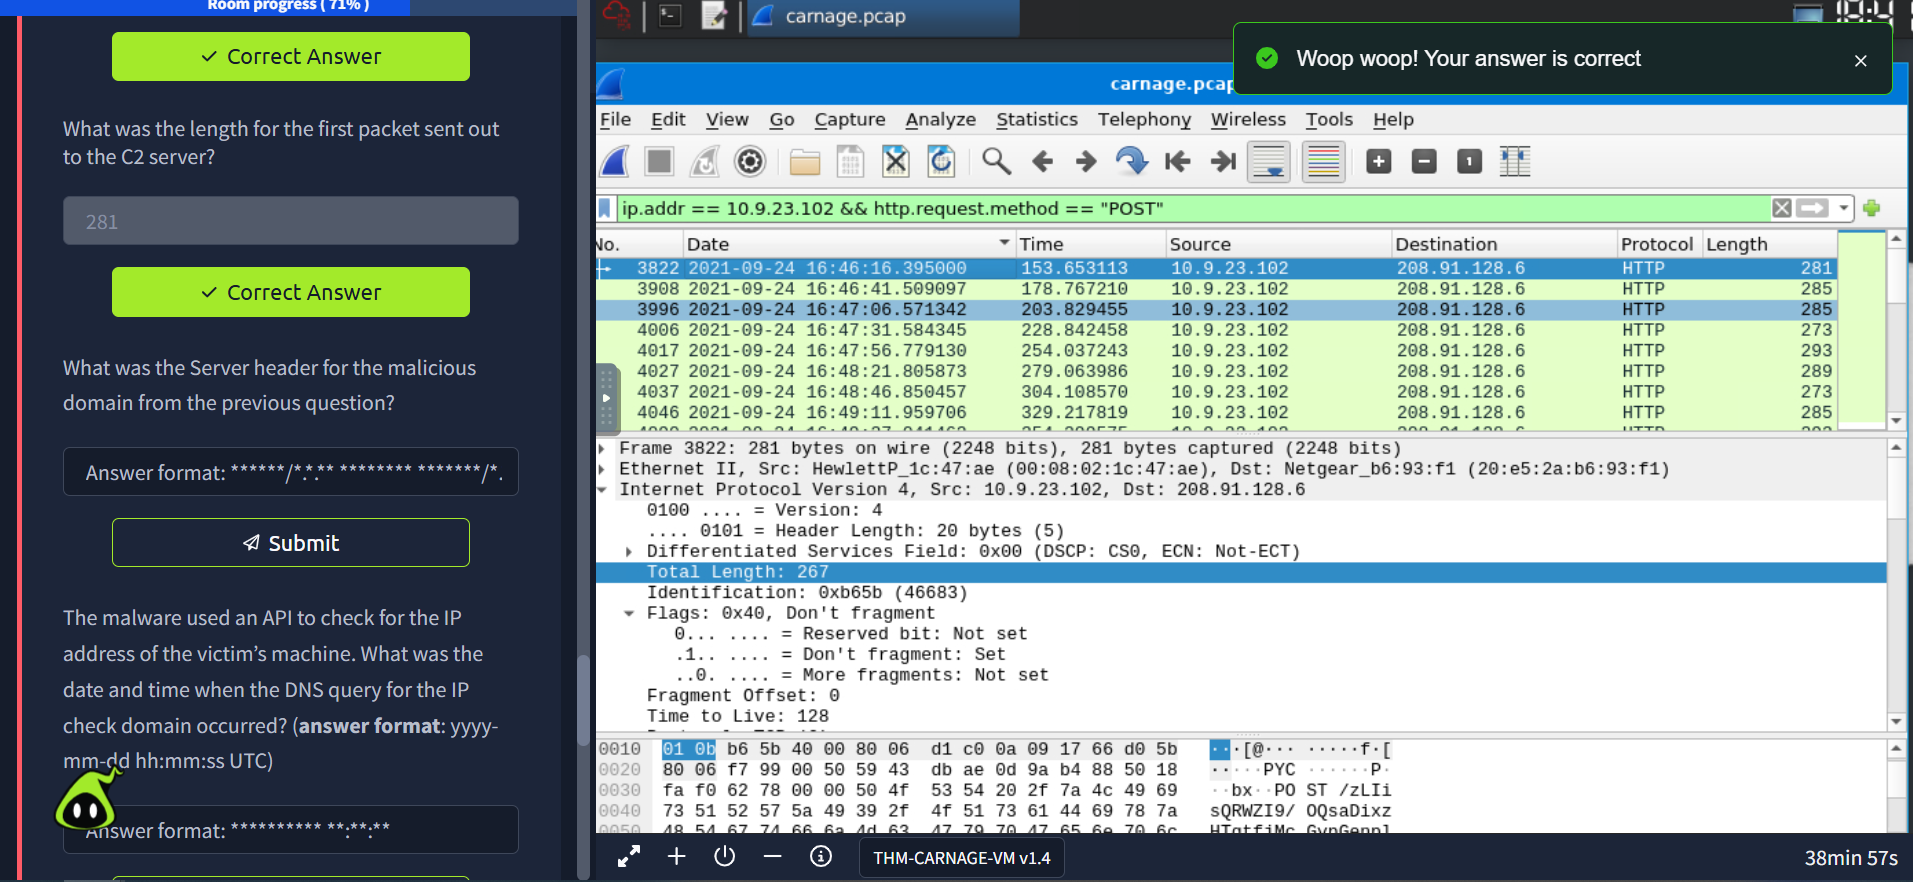 Room progress ( 71% )
Correct Answer
What was the length for the first packet sent out
to the C2 server?
281
Correct Answer
What was the Server header for the malicious
domain from the previous question?
Answer format: ******/*.*.** ******** *******/*.
Submit
The malware used an API to check for the IP
address of the victim's machine. What was the
date and time when the DNS query for the IP
check domain occurred? (answer format: yyyy-
mm-dd hh:mm:ss UTC)
Answer format: ********** **:**:**
carnage.pcap
Woop woop! Your answer is correct
carnage.pcap
File Edit View Go Capture Analyze Statistics Telephony Wireless Tools Help
ip.addr == 10.9.23.102 && http.request.method == "POST"
No. Date Time Source Destination Protocol Length
3822 2021-09-24 16:46:16.395000 153.653113 10.9.23.102 208.91.128.6 HTTP 281
3908 2021-09-24 16:46:41.509097 178.767210 10.9.23.102 208.91.128.6 HTTP 285
3996 2021-09-24 16:47:06.571342 203.829455 10.9.23.102 208.91.128.6 HTTP 285
4006 2021-09-24 16:47:31.584345 228.842458 10.9.23.102 208.91.128.6 HTTP 273
4017 2021-09-24 16:47:56.779130 254.037243 10.9.23.102 208.91.128.6 HTTP 293
4027 2021-09-24 16:48:21.805873 279.063986 10.9.23.102 208.91.128.6 HTTP 289
4037 2021-09-24 16:48:46.850457 304.108570 10.9.23.102 208.91.128.6 HTTP 273
4046 2021-09-24 16:49:11.959706 329.217819 10.9.23.102 208.91.128.6 HTTP 285
Frame 3822: 281 bytes on wire (2248 bits), 281 bytes captured (2248 bits)
Ethernet II, Src: HewlettP_1c:47:ae (00:08:02:1c:47:ae), Dst: Netgear_b6:93:f1 (20:e5:2a:b6:93:f1)
Internet Protocol Version 4, Src: 10.9.23.102, Dst: 208.91.128.6
0100 .... = Version: 4
.... 0101 = Header Length: 20 bytes (5)
Differentiated Services Field: 0x00 (DSCP: CS0, ECN: Not-ECT)
Total Length: 267
Identification: 0xb65b (46683)
Flags: 0x40, Don't fragment
0... .... = Reserved bit: Not set
.1.. .... = Don't fragment: Set
..0. .... = More fragments: Not set
Fragment Offset: 0
Time to Live: 128
0010 01 0b b6 5b 40 00 80 06 d1 c0 0a 09 17 66 d0 5b ···[@··· ·····f·[
0020 80 06 f7 99 00 50 59 43 db ae 0d 9a b4 88 50 18 ·····PYC ······P·
0030 fa f0 62 78 00 00 50 4f 53 54 20 2f 7a 4c 49 69 ··bx··PO ST /zLIi
0040 73 51 52 57 5a 49 39 2f 4f 51 73 61 44 69 78 7a sQRWZI9/ OQsaDixz
0050 48 54 67 74 66 6a 4d 63 47 79 70 47 65 6e 70 6c HTgtfjMc GypGenpl
THM-CARNAGE-VM v1.4
38min 57s